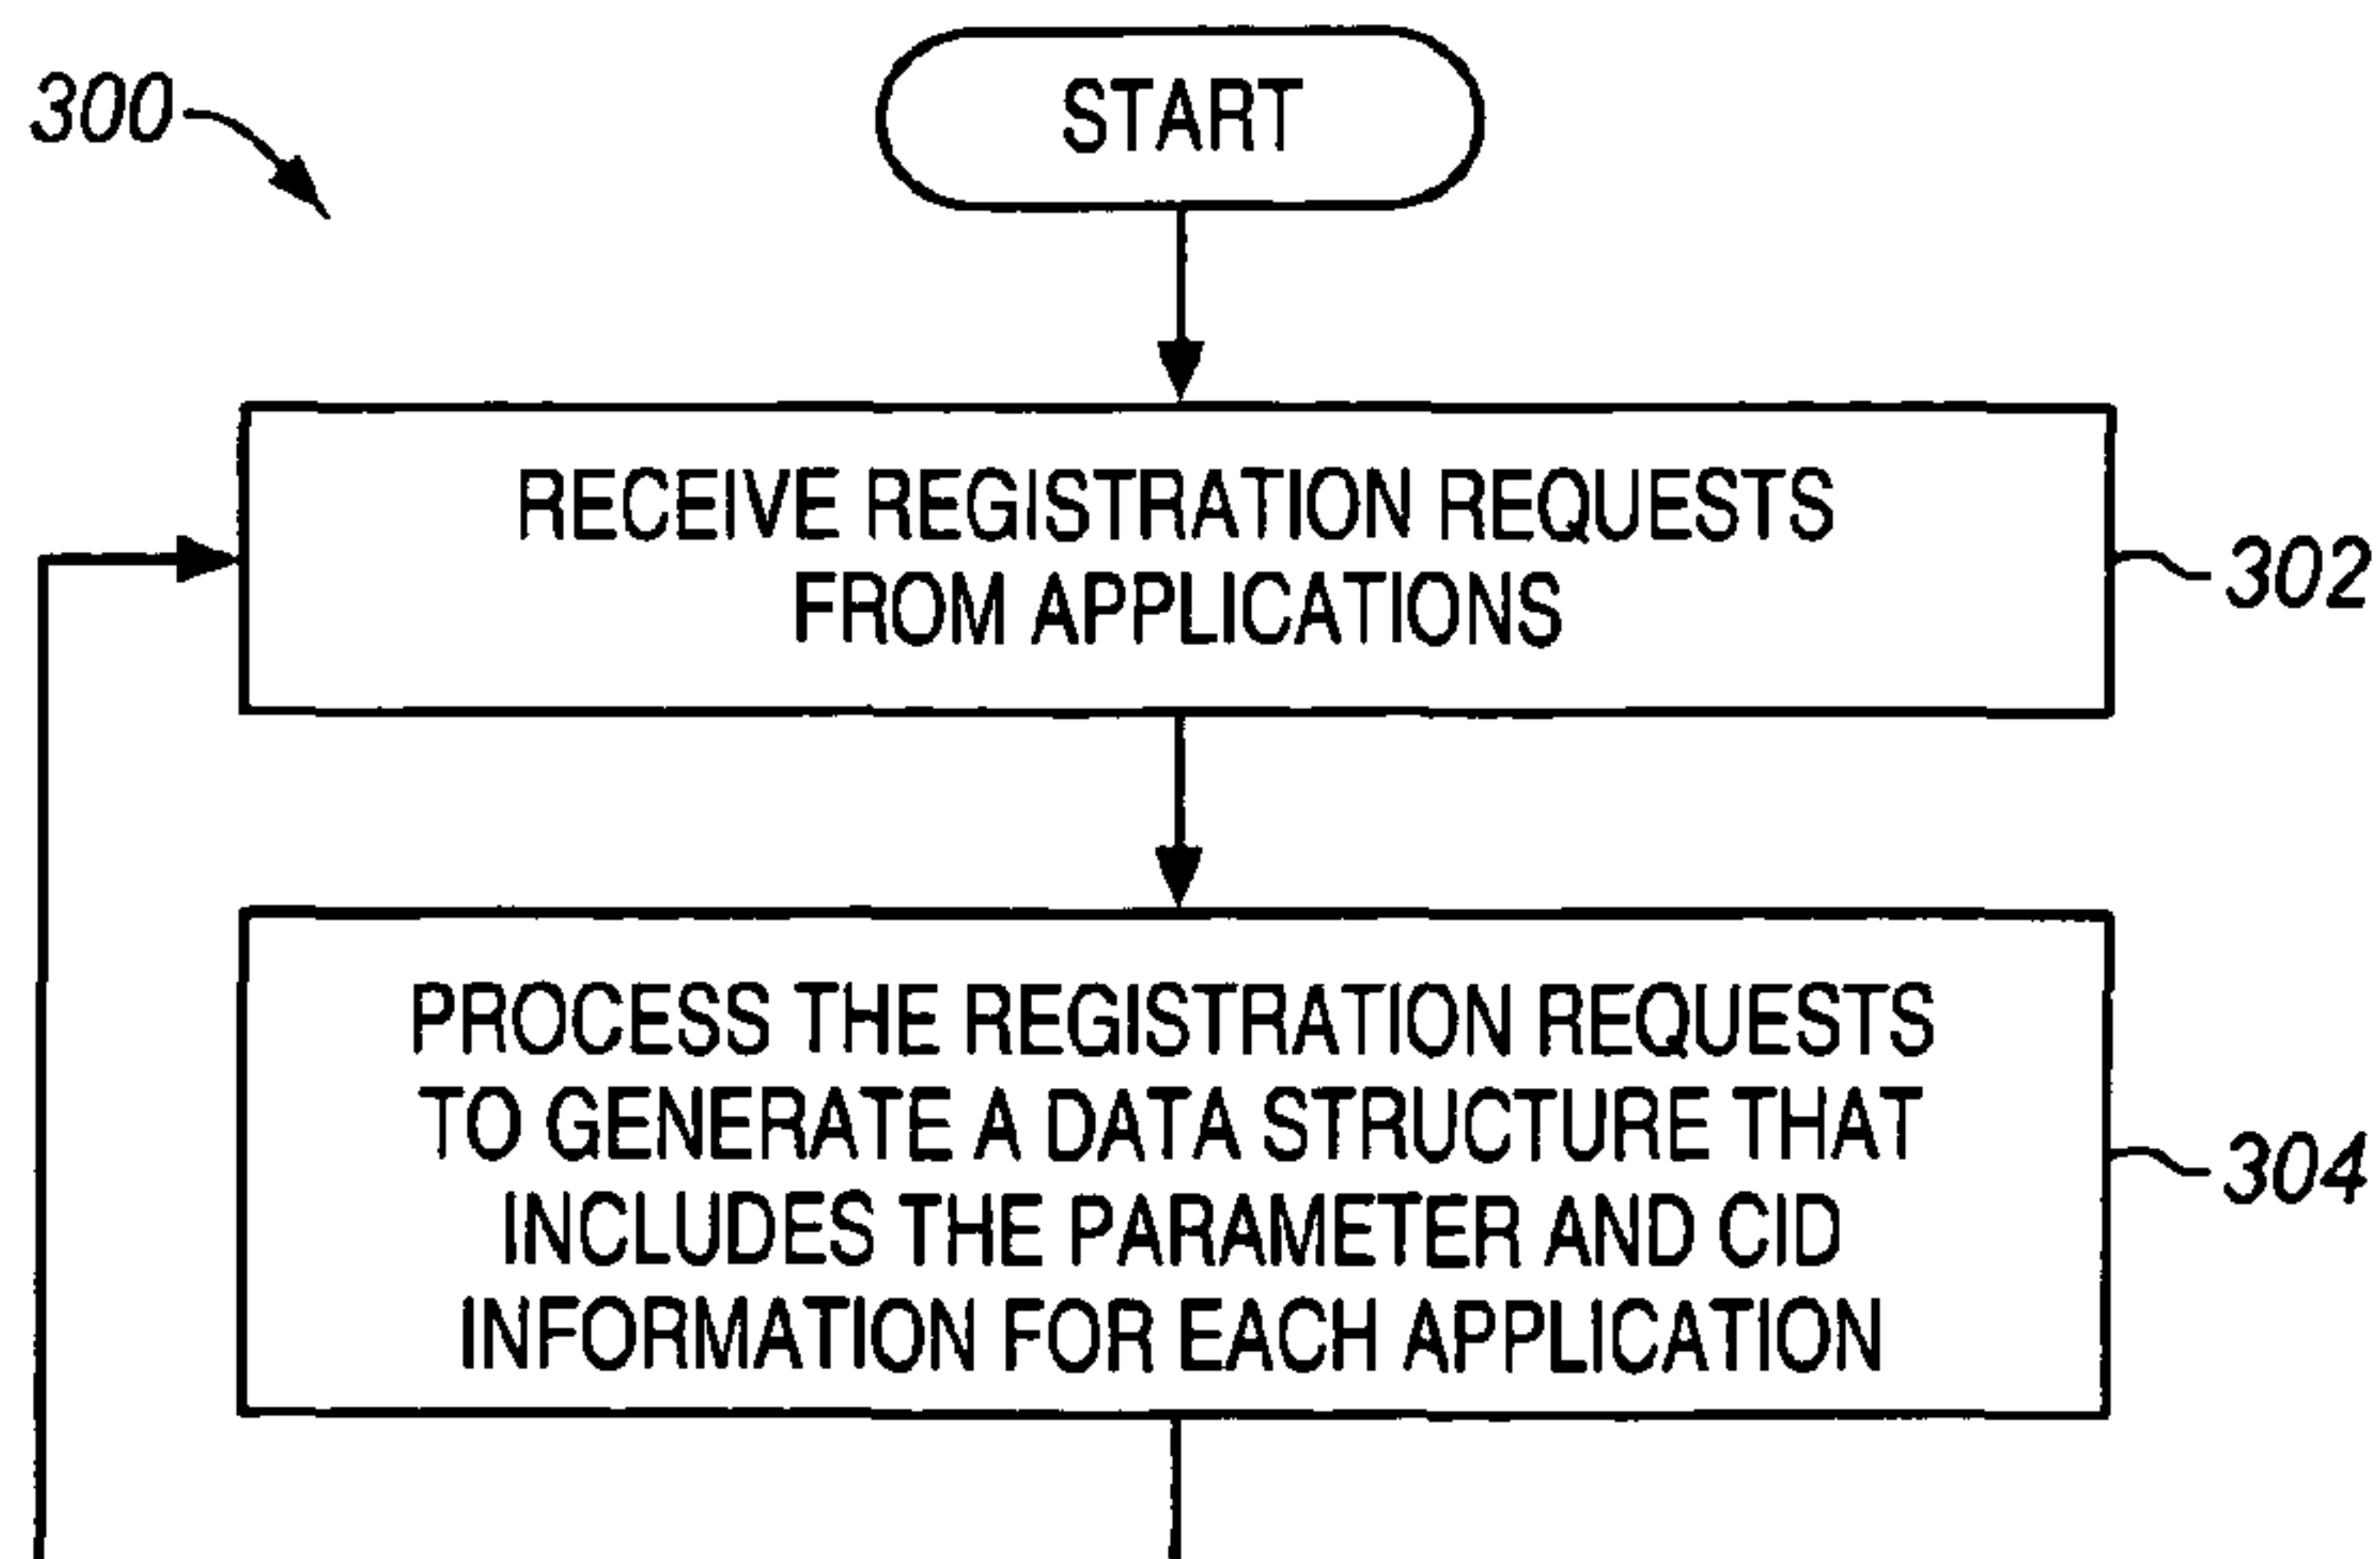 300
START
RECEIVE REGISTRATION REQUESTS
FROM APPLICATIONS
302
PROCESS THE REGISTRATION REQUESTS
TO GENERATE A DATA STRUCTURE THAT
INCLUDES THE PARAMETER AND CID
INFORMATION FOR EACH APPLICATION
304